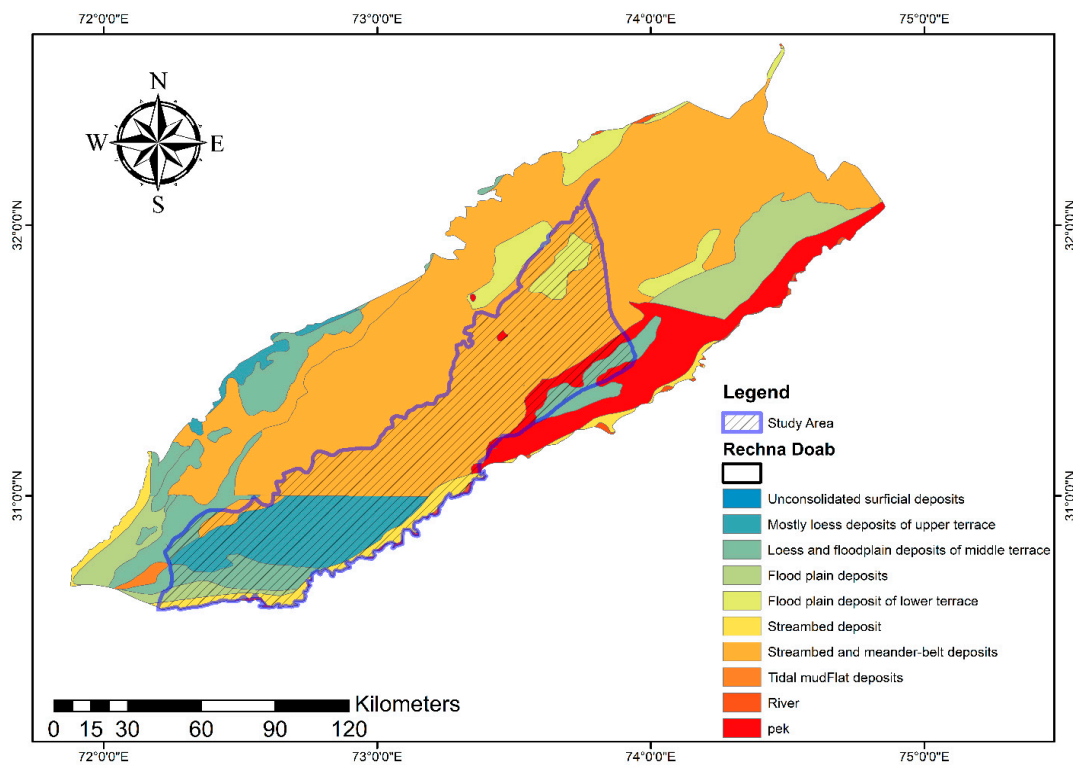 72°0'0"E 73°0'0"E 74°0'0"E 75°0'0"E
N
W E
S
32°0'0"N 32°0'0"N
31°0'0"N 31°0'0"N
Legend
Study Area
Rechna Doab
Unconsolidated surficial deposits
Mostly loess deposits of upper terrace
Loess and floodplain deposits of middle terrace
Flood plain deposits
Flood plain deposit of lower terrace
Streambed deposit
Streambed and meander-belt deposits
Tidal mudFlat deposits
River
pek
Kilometers
0 15 30 60 90 120
72°0'0"E 73°0'0"E 74°0'0"E 75°0'0"E